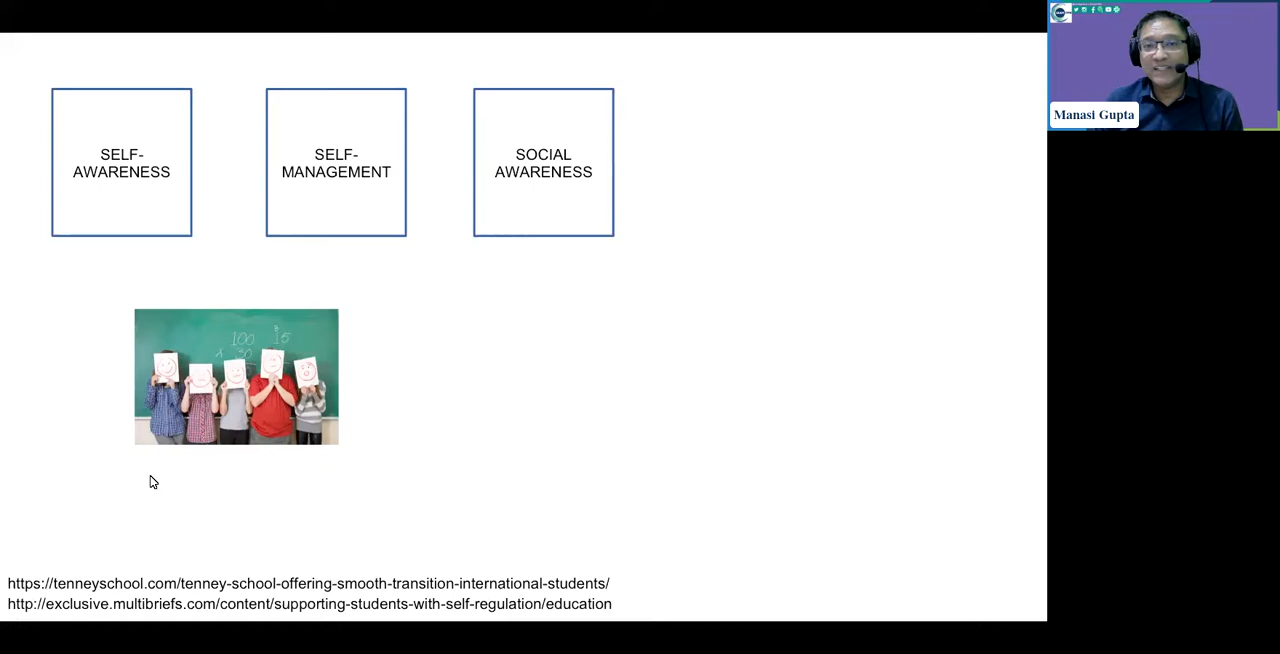 SELF-
AWARENESS
SELF-
MANAGEMENT
SOCIAL
AWARENESS
Manasi Gupta
100
15
30
https://tenneyschool.com/tenney-school-offering-smooth-transition-international-students/
http://exclusive.multibriefs.com/content/supporting-students-with-self-regulation/education